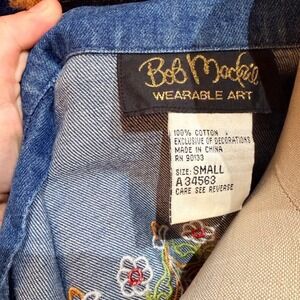 Bob Mackie
WEARABLE ART
100% COTTON
EXCLUSIVE OF DECORATIONS
MADE IN CHINA
RN 90133
SIZE: SMALL
A34563
CARE SEE REVERSE